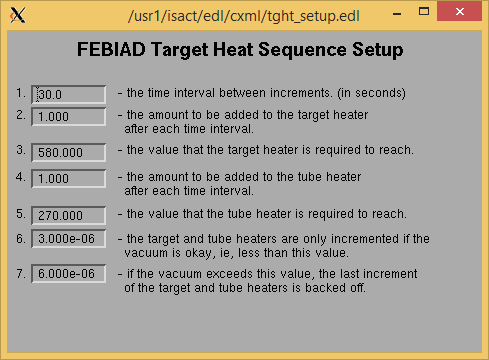 /usr1/isact/edl/cxml/tght_setup.edl
FEBIAD Target Heat Sequence Setup
1. 30.0 - the time interval between increments. (in seconds)
2. 1.000 - the amount to be added to the target heater
after each time interval.
3. 580.000 - the value that the target heater is required to reach.
4. 1.000 - the amount to be added to the tube heater
after each time interval.
5. 270.000 - the value that the tube heater is required to reach.
6. 3.000e-06 - the target and tube heaters are only incremented if the
vacuum is okay, ie, less than this value.
7. 6.000e-06 - if the vacuum exceeds this value, the last increment
of the target and tube heaters is backed off.